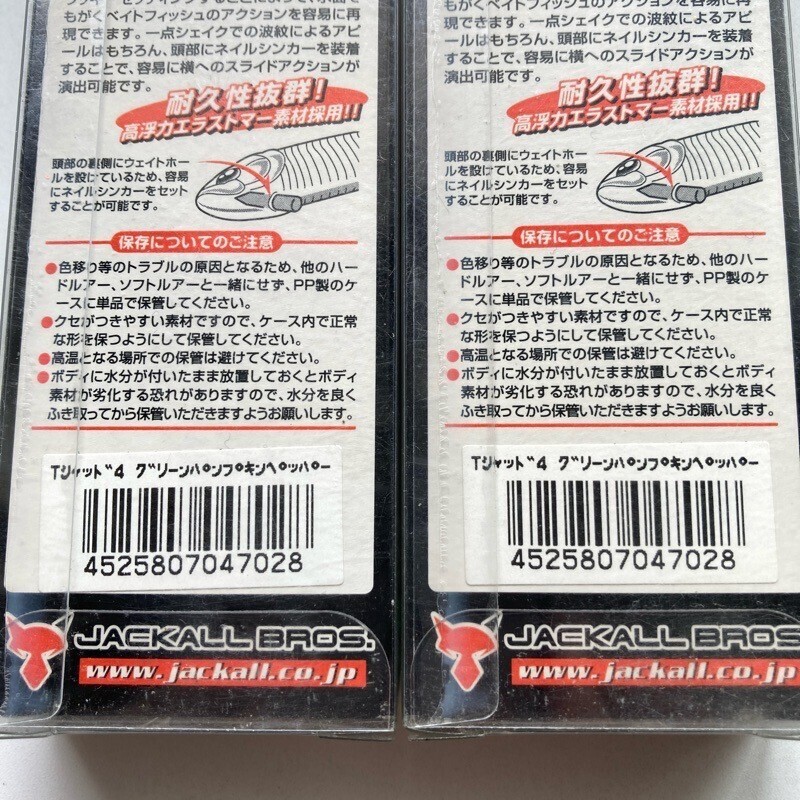 もがくベイトフィッシュのアクションを容易に再
現できます。一点シェイクでの波紋によるアピ
ールはもちろん、頭部にネイルシンカーを装着
することで、容易に横へのスライドアクションが
演出可能です。
耐久性抜群!
高浮力エラストマー素材採用!!
頭部の裏側にウェイトホー
ルを設けているため、容易
にネイルシンカーをセット
することが可能です。
保存についてのご注意
●色移り等のトラブルの原因となるため、他のハー
ドルアー、ソフトルアーと一緒にせず、PP製のケ
ースに単品で保管してください。
●クセがつきやすい素材ですので、ケース内で正常
な形を保つようにして保管してください。
●高温となる場所での保管は避けてください。
●ボディに水分が付いたまま放置しておくとボディ
素材が劣化する恐れがありますので、水分を良く
ふき取ってから保管いただきますようお願いします。
Tジャッド゛4 グリーンパンプキンペッパー
4525807047028
JACKALL BROS.
www.jackall.co.jp
もがくベイトフィッシュのアクションを容易に再
現できます。一点シェイクでの波紋によるアピ
ールはもちろん、頭部にネイルシンカーを装着
することで、容易に横へのスライドアクションが
演出可能です。
耐久性抜群!
高浮力エラストマー素材採用!!
頭部の裏側にウェイトホー
ルを設けているため、容易
にネイルシンカーをセット
することが可能です。
保存についてのご注意
●色移り等のトラブルの原因となるため、他のハー
ドルアー、ソフトルアーと一緒にせず、PP製のケ
ースに単品で保管してください。
●クセがつきやすい素材ですので、ケース内で正常
な形を保つようにして保管してください。
●高温となる場所での保管は避けてください。
●ボディに水分が付いたまま放置しておくとボディ
素材が劣化する恐れがありますので、水分を良く
ふき取ってから保管いただきますようお願いします。
Tジャッド゛4 グリーンパンプキンペッパー
4525807047028
JACKALL BROS
www.jackall.co.jp